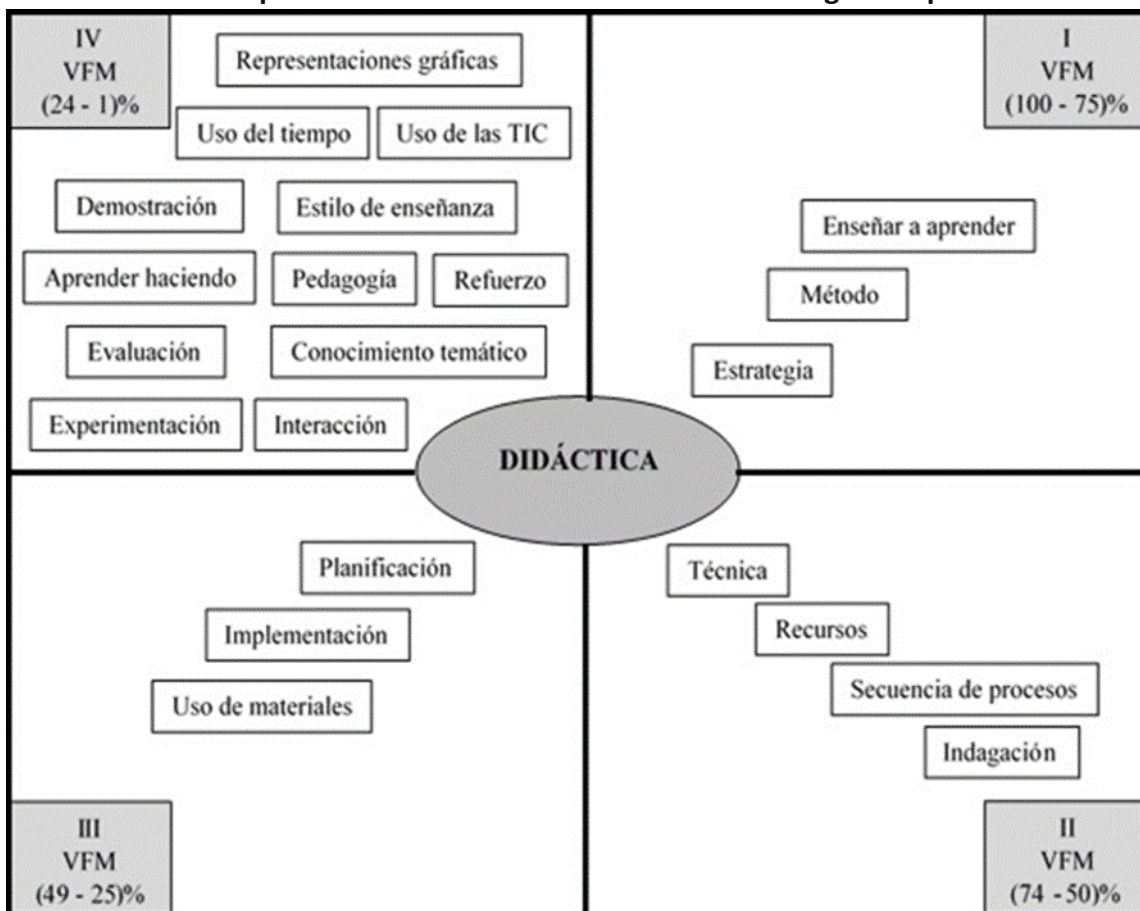 IV
VFM
(24 - 1)%
Representaciones gráficas
Uso del tiempo
Uso de las TIC
Demostración
Estilo de enseñanza
Aprender haciendo
Pedagogía
Refuerzo
Evaluación
Conocimiento temático
Experimentación
Interacción
I
VFM
(100 - 75)%
Enseñar a aprender
Método
Estrategia
DIDÁCTICA
Planificación
Implementación
Uso de materiales
III
VFM
(49 - 25)%
Técnica
Recursos
Secuencia de procesos
Indagación
II
VFM
(74 - 50)%